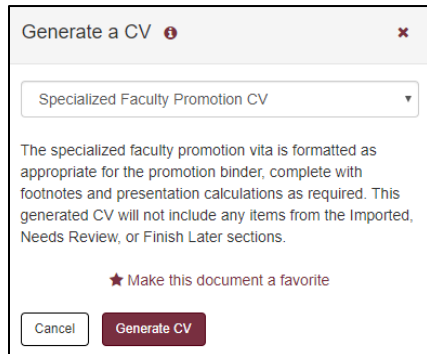 Generate a CV
Specialized Faculty Promotion CV
The specialized faculty promotion vita is formatted as
appropriate for the promotion binder, complete with
footnotes and presentation calculations as required. This
generated CV will not include any items from the Imported,
Needs Review, or Finish Later sections.
Make this document a favorite
Cancel Generate CV